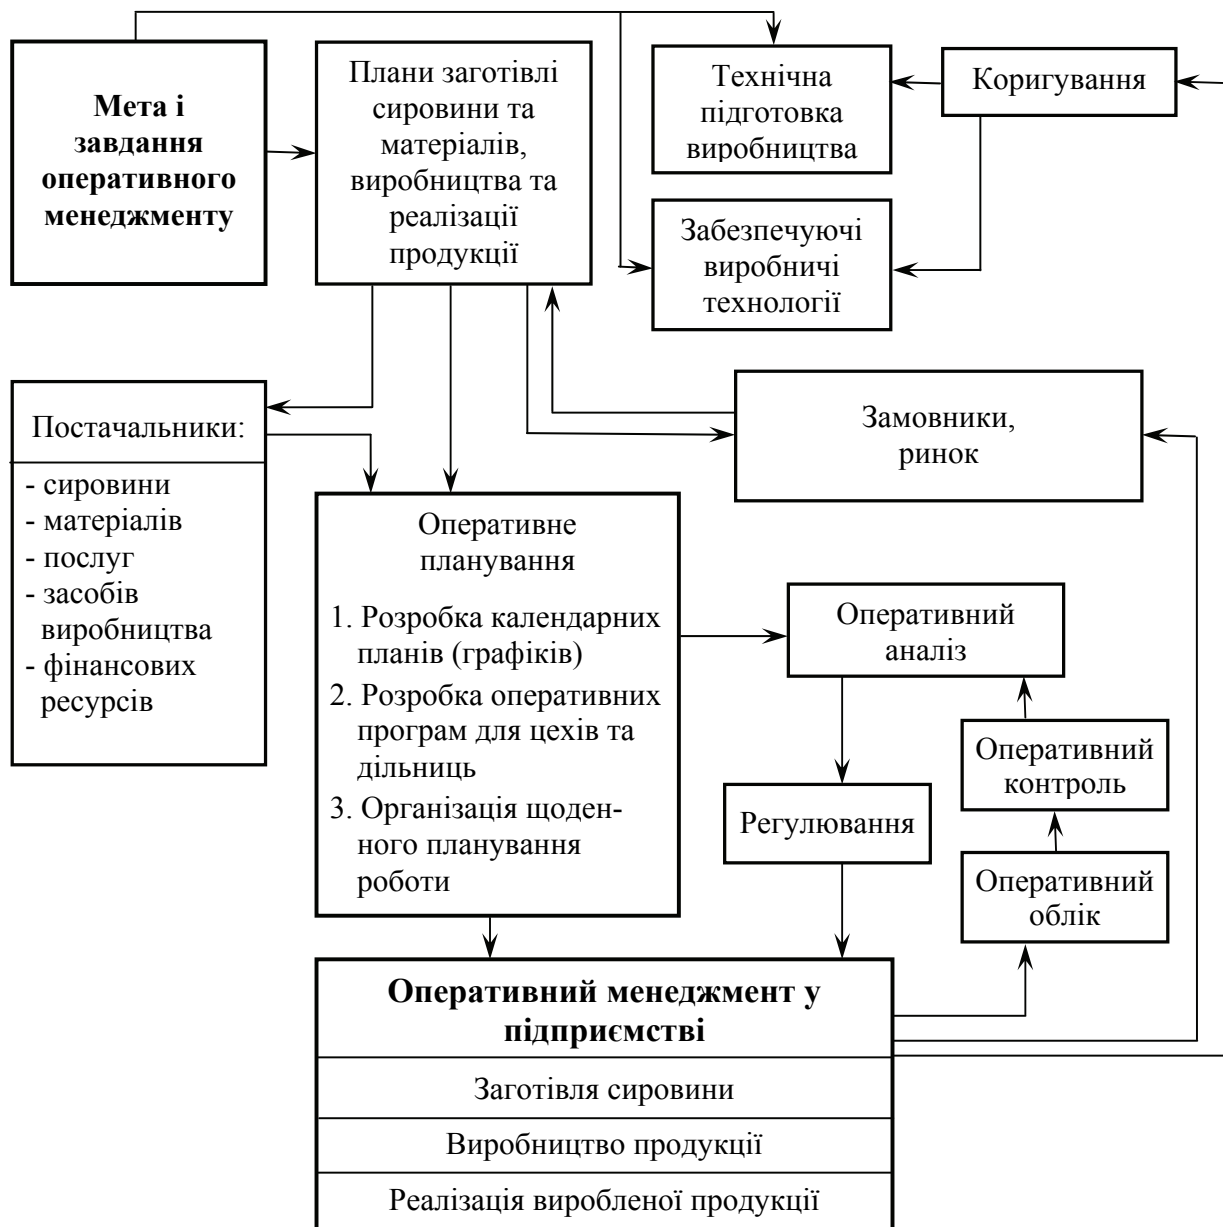 Мета і
завдання
оперативного
менеджменту
Плани заготівлі
сировини та
матеріалів,
виробництва та
реалізації
продукції
Технічна
підготовка
виробництва
Коригування
Забезпечуючі
виробничі
технології
Постачальники:
- сировини
- матеріалів
- послуг
- засобів
виробництва
- фінансових
ресурсів
Замовники,
ринок
Оперативне
планування
1. Розробка календарних
планів (графіків)
2. Розробка оперативних
програм для цехів та
дільниць
3. Організація щоден-
ного планування
роботи
Оперативний
аналіз
Регулювання
Оперативний
контроль
Оперативний
облік
Оперативний менеджмент у
підприємстві
Заготівля сировини
Виробництво продукції
Реалізація виробленої продукції